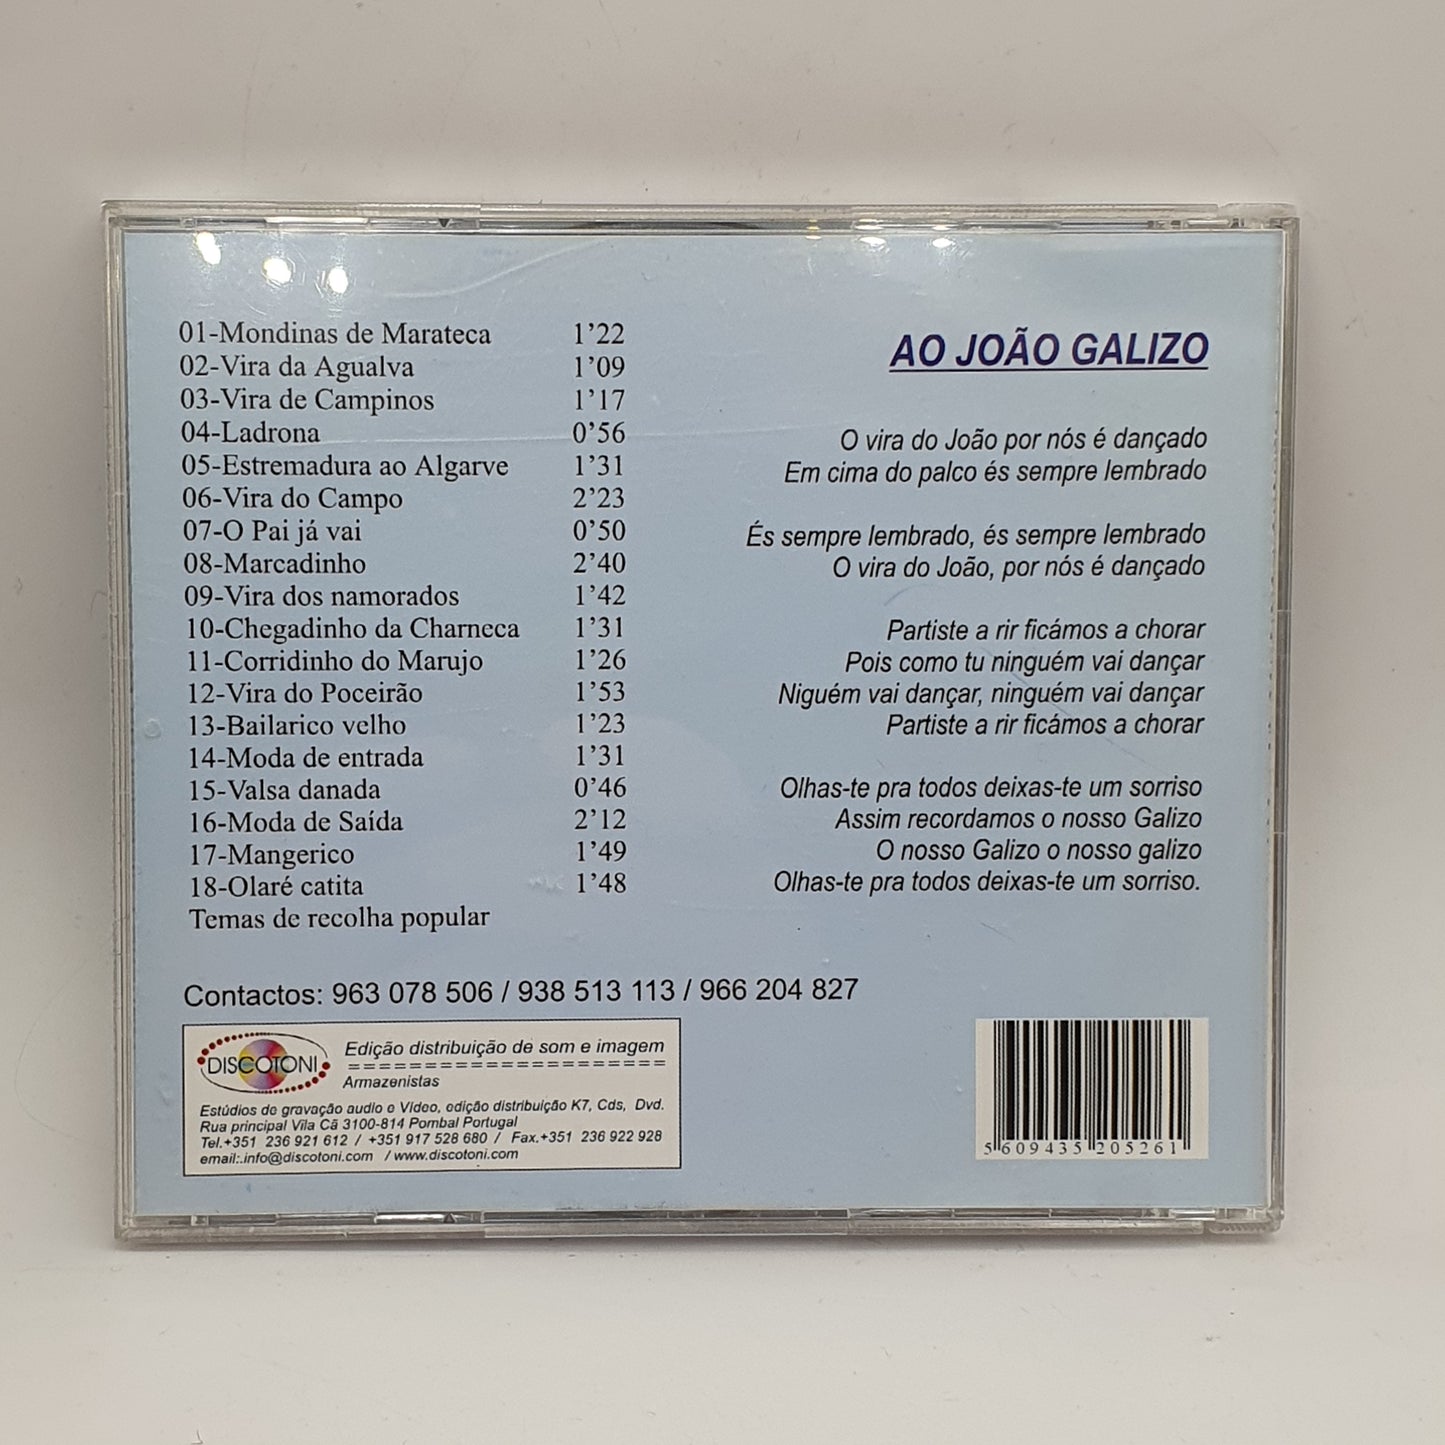 01-Mondinas de Marateca 1’22
02-Vira da Agualva 1’09
03-Vira de Campinos 1’17
04-Ladrona 0’56
05-Estremadura ao Algarve 1’31
06-Vira do Campo 2’23
07-O Pai já vai 0’50
08-Marcadinho 2’40
09-Vira dos namorados 1’42
10-Chegadinho da Charneca 1’31
11-Corridinho do Marujo 1’26
12-Vira do Poceirão 1’53
13-Bailarico velho 1’23
14-Moda de entrada 1’31
15-Valsa danada 0’46
16-Moda de Saída 2’12
17-Mangerico 1’49
18-Olaré catita 1’48
Temas de recolha popular
AO JOÃO GALIZO
O vira do João por nós é dançado
Em cima do palco és sempre lembrado
És sempre lembrado, és sempre lembrado
O vira do João, por nós é dançado
Partiste a rir ficámos a chorar
Pois como tu ninguém vai dançar
Niguém vai dançar, ninguém vai dançar
Partiste a rir ficámos a chorar
Olhas-te pra todos deixas-te um sorriso
Assim recordamos o nosso Galizo
O nosso Galizo o nosso galizo
Olhas-te pra todos deixas-te um sorriso.
Contactos: 963 078 506 / 938 513 113 / 966 204 827
DISCOTONI
Edição distribuição de som e imagem
=====================
Armazenistas
Estúdios de gravação audio e Vídeo, edição distribuição K7, Cds, Dvd.
Rua principal Vila Cã 3100-814 Pombal Portugal
Tel.+351 236 921 612 / +351 917 528 680 / Fax.+351 236 922 928
email:.info@discotoni.com / www.discotoni.com
5 609435 205261